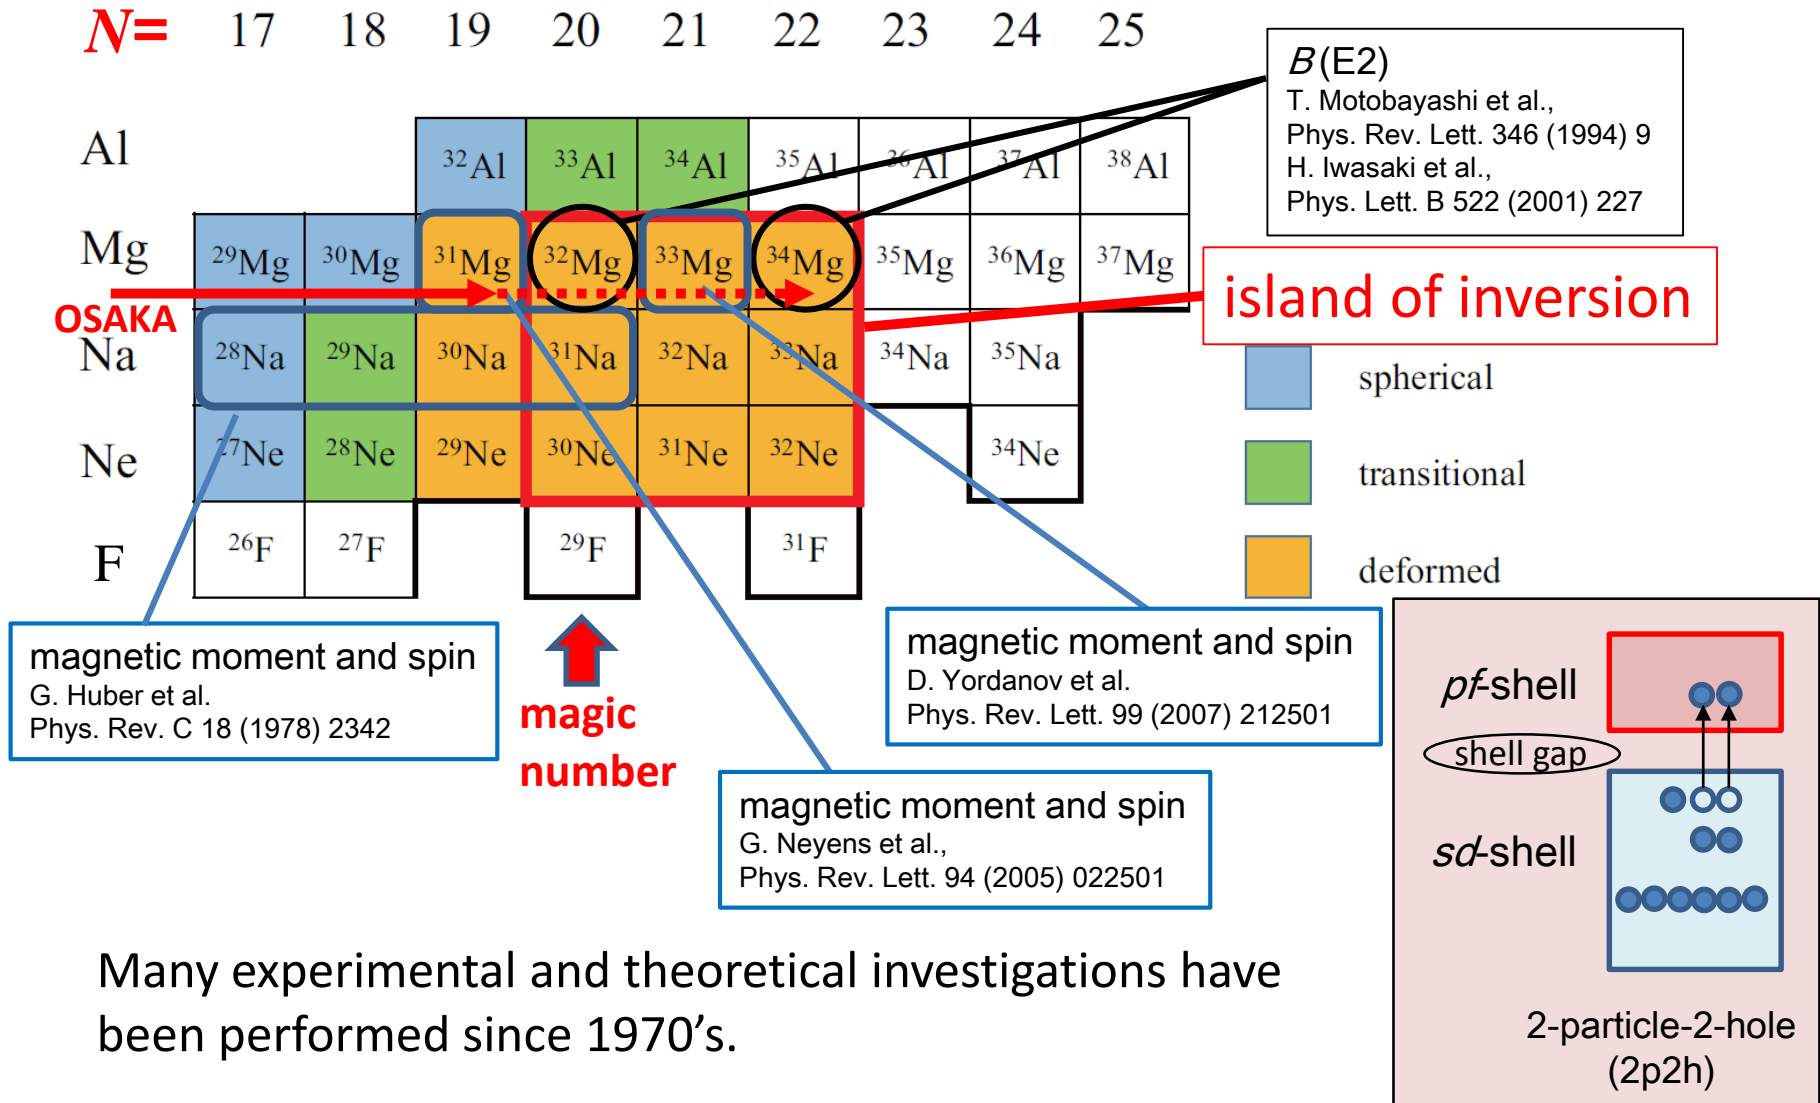 N= 17 18 19 20 21 22 23 24 25
B(E2)
T. Motobayashi et al.,
Phys. Rev. Lett. 346 (1994) 9
H. Iwasaki et al.,
Phys. Lett. B 522 (2001) 227
Al ³²Al ³³Al ³⁴Al ³⁵Al ³⁶Al ³⁷Al ³⁸Al
Mg ²⁹Mg ³⁰Mg ³¹Mg ³²Mg ³³Mg ³⁴Mg ³⁵Mg ³⁶Mg ³⁷Mg
island of inversion
OSAKA
Na ²⁸Na ²⁹Na ³⁰Na ³¹Na ³²Na ³³Na ³⁴Na ³⁵Na
Ne ²⁷Ne ²⁸Ne ²⁹Ne ³⁰Ne ³¹Ne ³²Ne ³⁴Ne
F ²⁶F ²⁷F ²⁹F ³¹F
spherical
transitional
deformed
magnetic moment and spin
G. Huber et al.
Phys. Rev. C 18 (1978) 2342
magic
number
magnetic moment and spin
D. Yordanov et al.
Phys. Rev. Lett. 99 (2007) 212501
magnetic moment and spin
G. Neyens et al.,
Phys. Rev. Lett. 94 (2005) 022501
pf-shell
shell gap
sd-shell
2-particle-2-hole
(2p2h)
Many experimental and theoretical investigations have
been performed since 1970’s.